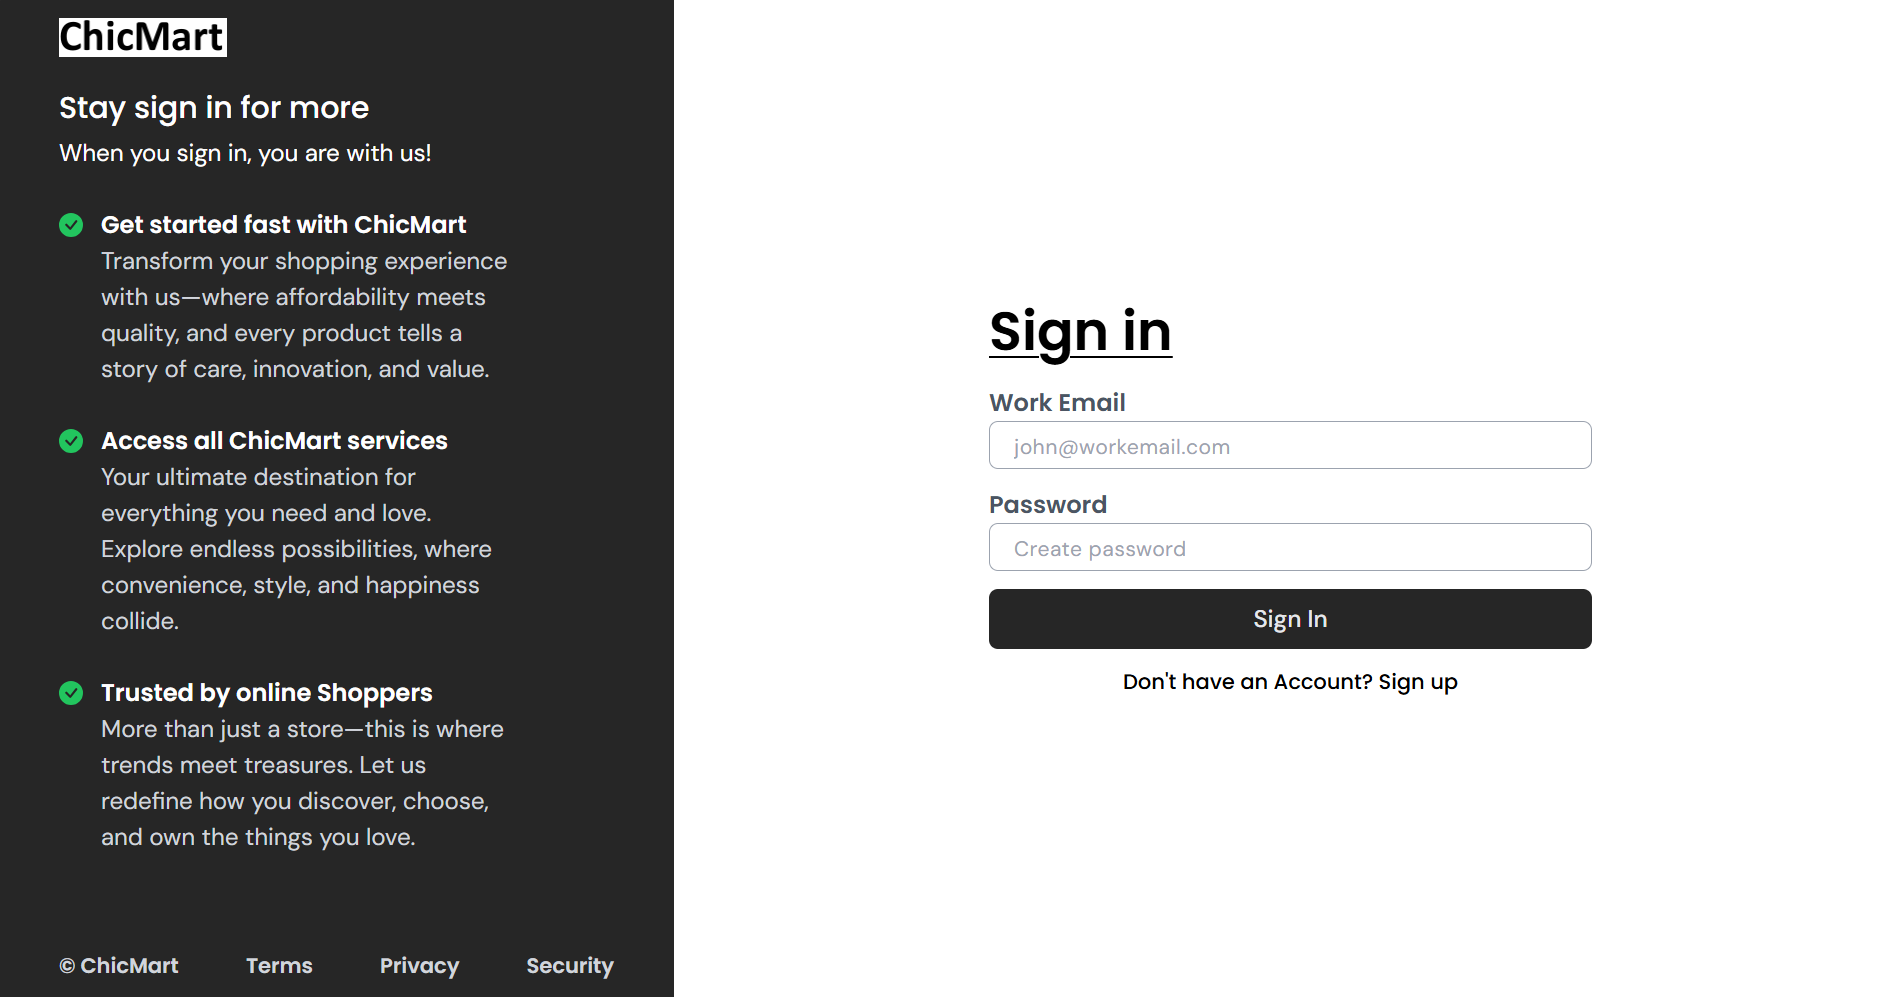 ChicMart
Stay sign in for more
When you sign in, you are with us!
Get started fast with ChicMart
Transform your shopping experience
with us—where affordability meets
quality, and every product tells a
story of care, innovation, and value.
Access all ChicMart services
Your ultimate destination for
everything you need and love.
Explore endless possibilities, where
convenience, style, and happiness
collide.
Trusted by online Shoppers
More than just a store—this is where
trends meet treasures. Let us
redefine how you discover, choose,
and own the things you love.
© ChicMart Terms Privacy Security
Sign in
Work Email
john@workemail.com
Password
Create password
Sign In
Don't have an Account? Sign up